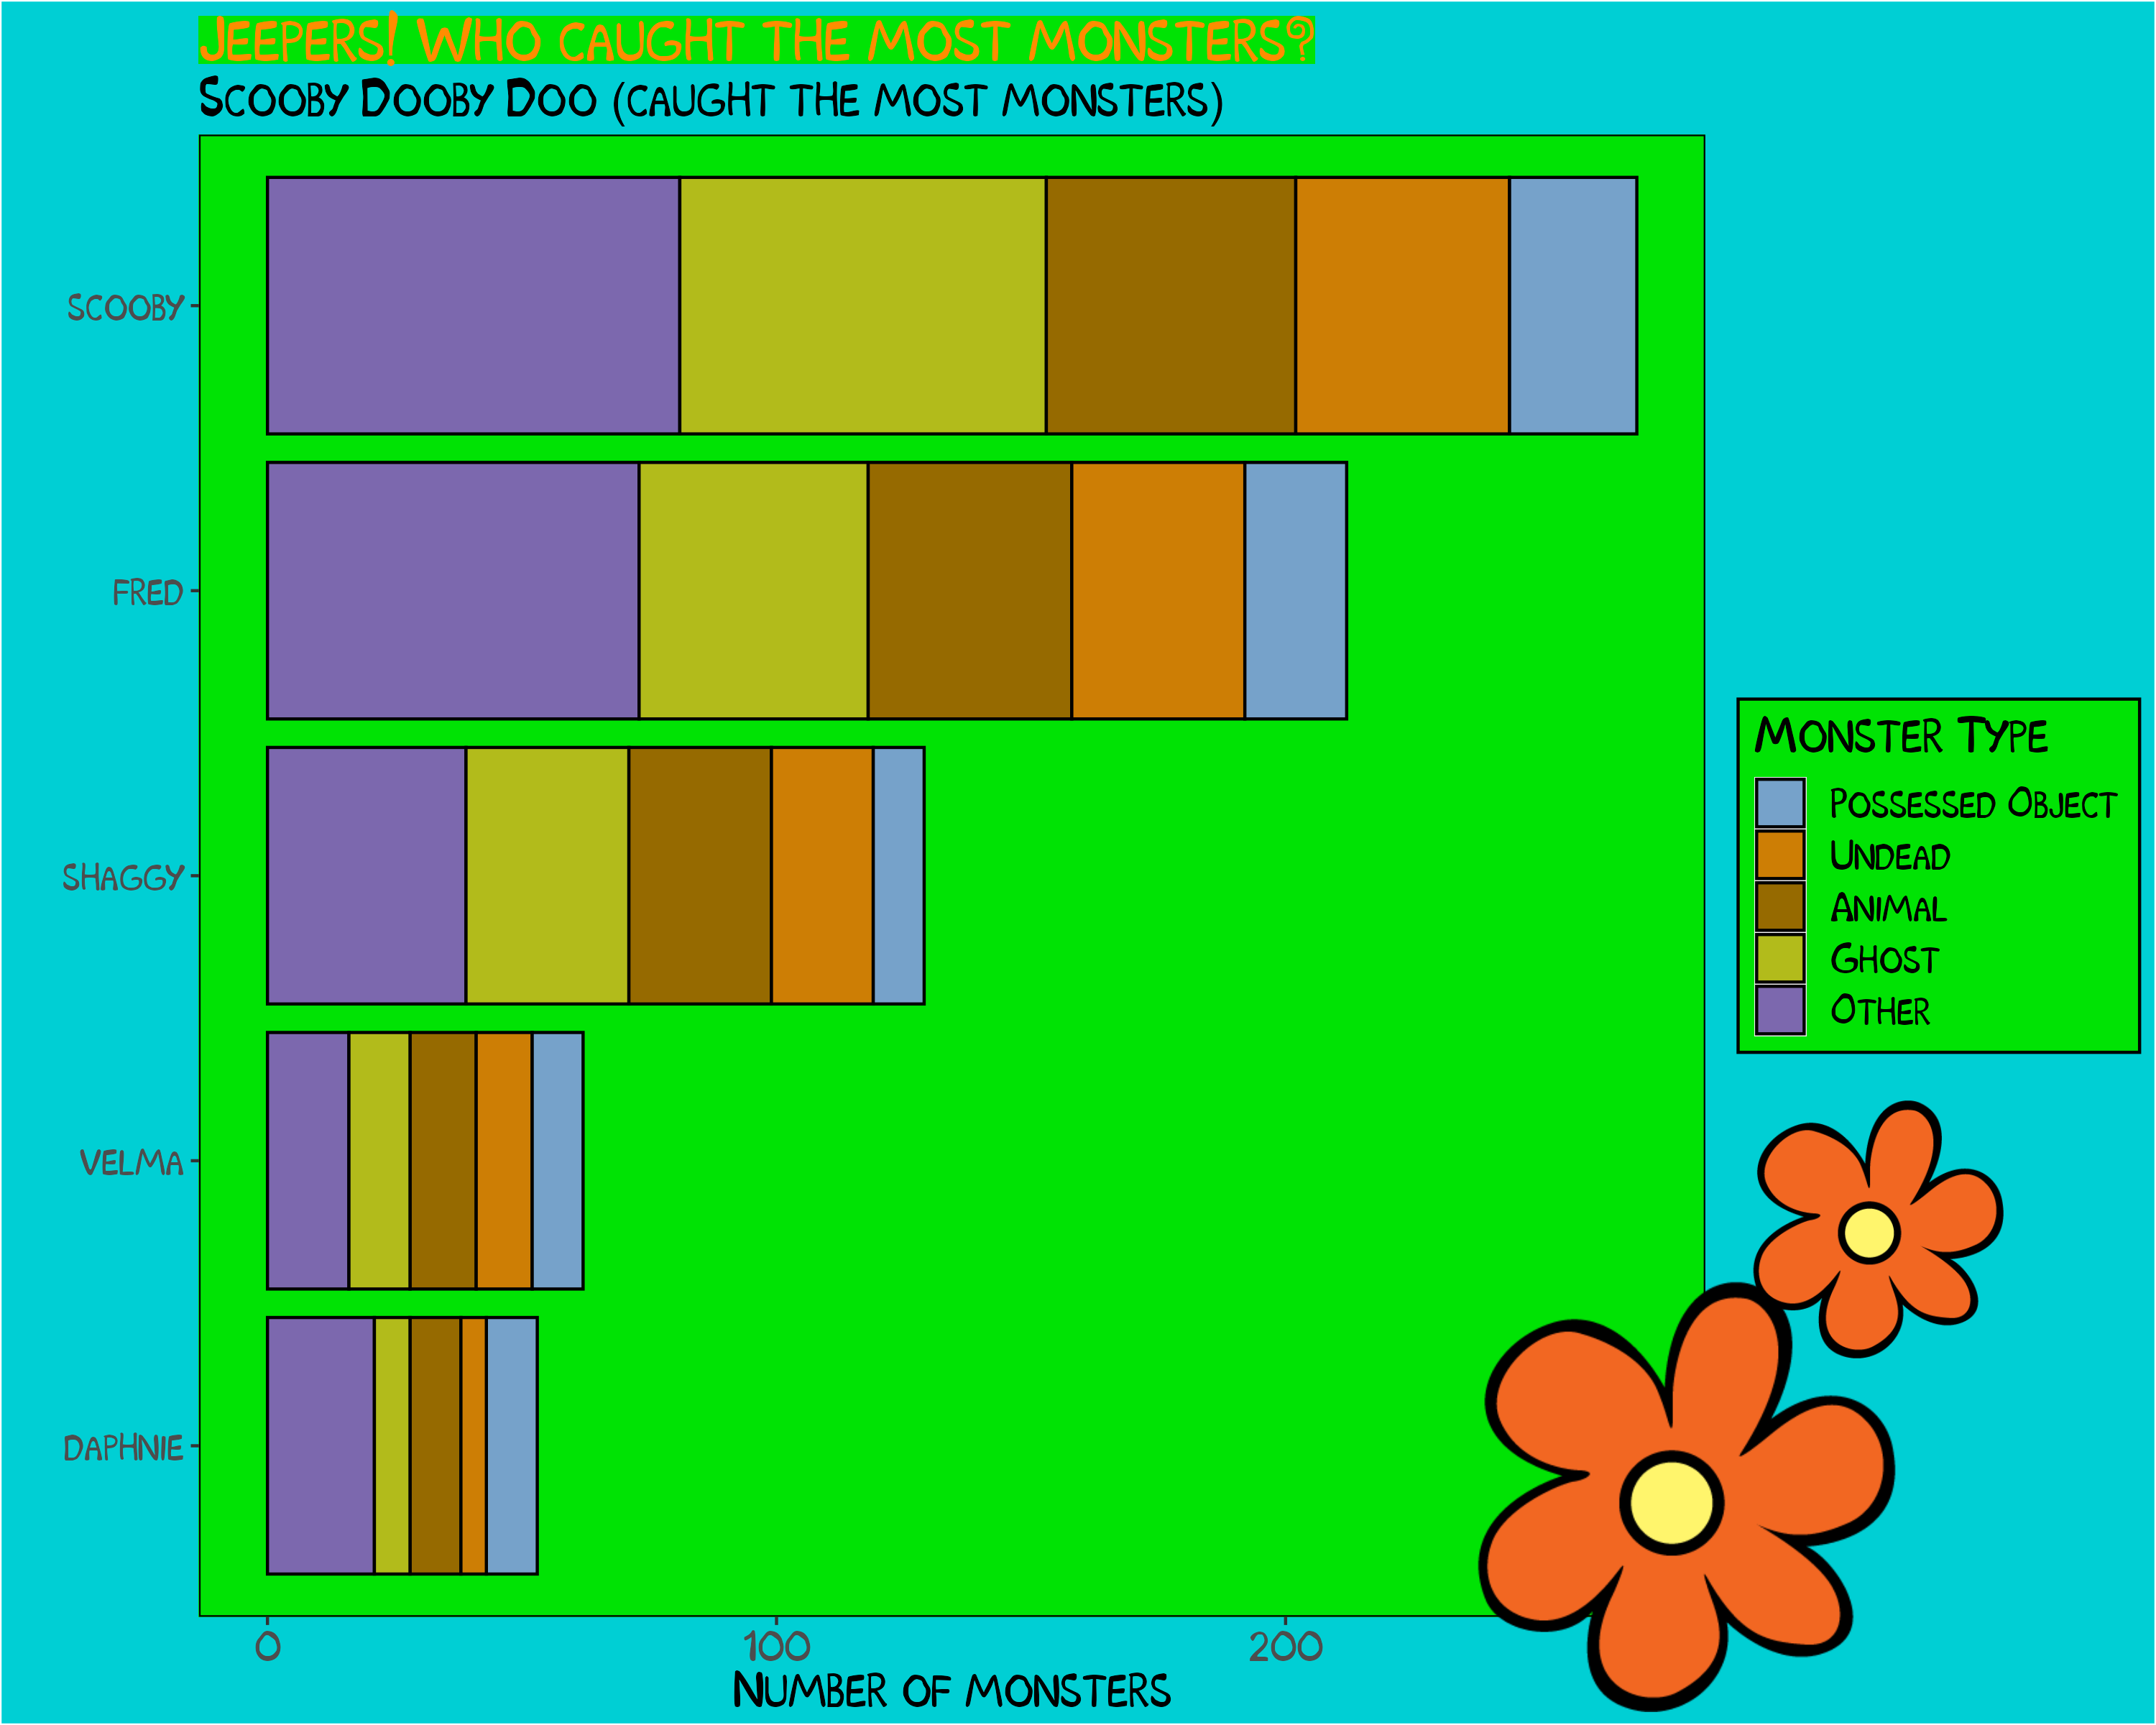 Jeepers! Who caught the most monsters?
Scooby Dooby Doo (caught the most monsters)
Scooby
Fred
Shaggy
Velma
Daphnie
0 100 200
Number of monsters
Monster Type
Possessed Object
Undead
Animal
Ghost
Other